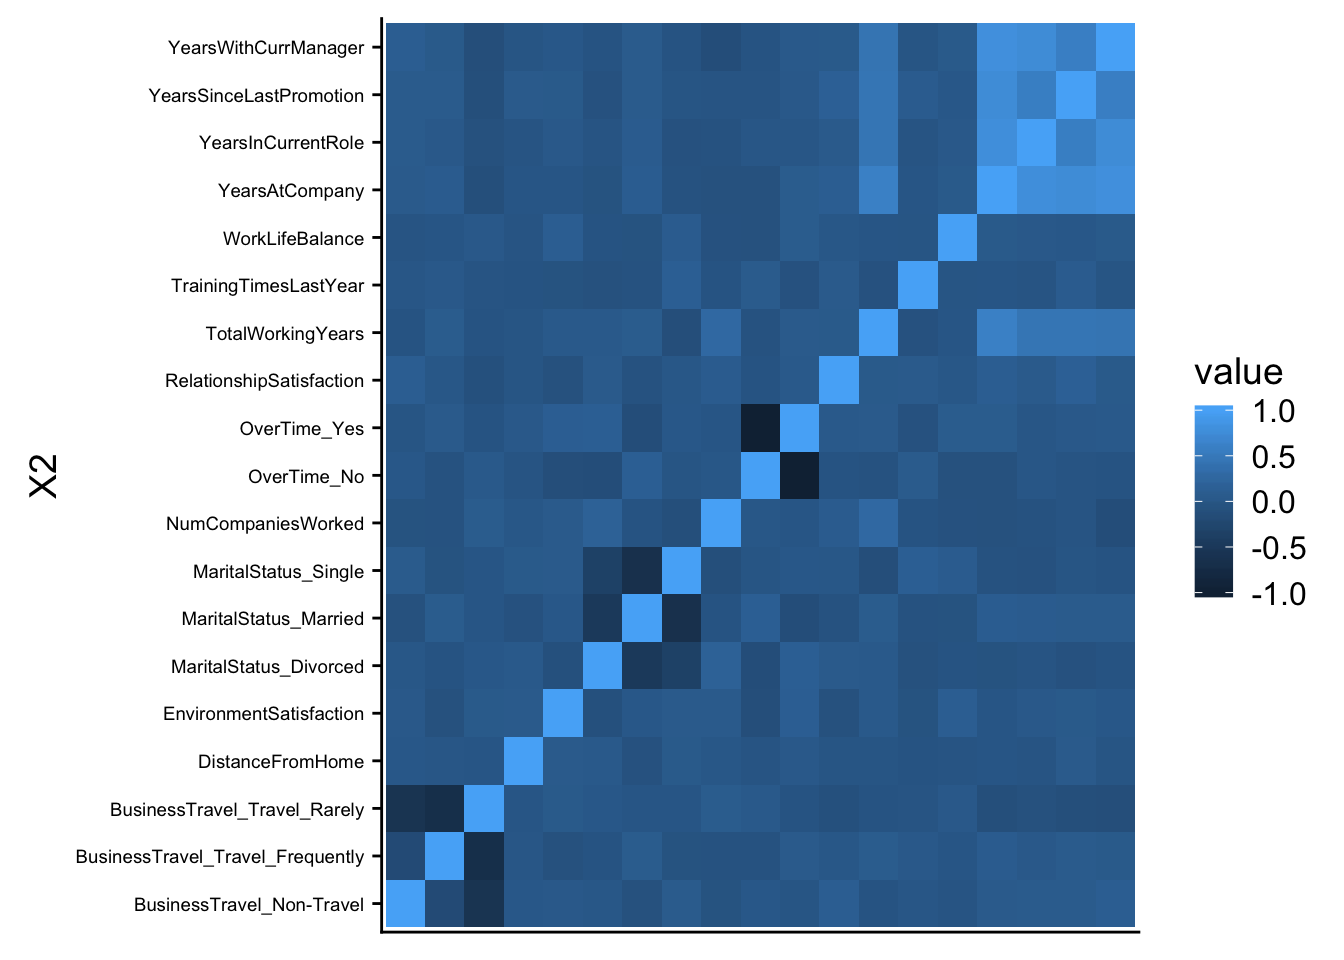 YearsWithCurrManager
YearsSinceLastPromotion
YearsInCurrentRole
YearsAtCompany
WorkLifeBalance
TrainingTimesLastYear
TotalWorkingYears
RelationshipSatisfaction
OverTime_Yes
OverTime_No
NumCompaniesWorked
MaritalStatus_Single
MaritalStatus_Married
MaritalStatus_Divorced
EnvironmentSatisfaction
DistanceFromHome
BusinessTravel_Travel_Rarely
BusinessTravel_Travel_Frequently
BusinessTravel_Non-Travel
X2
value
1.0
0.5
0.0
-0.5
-1.0